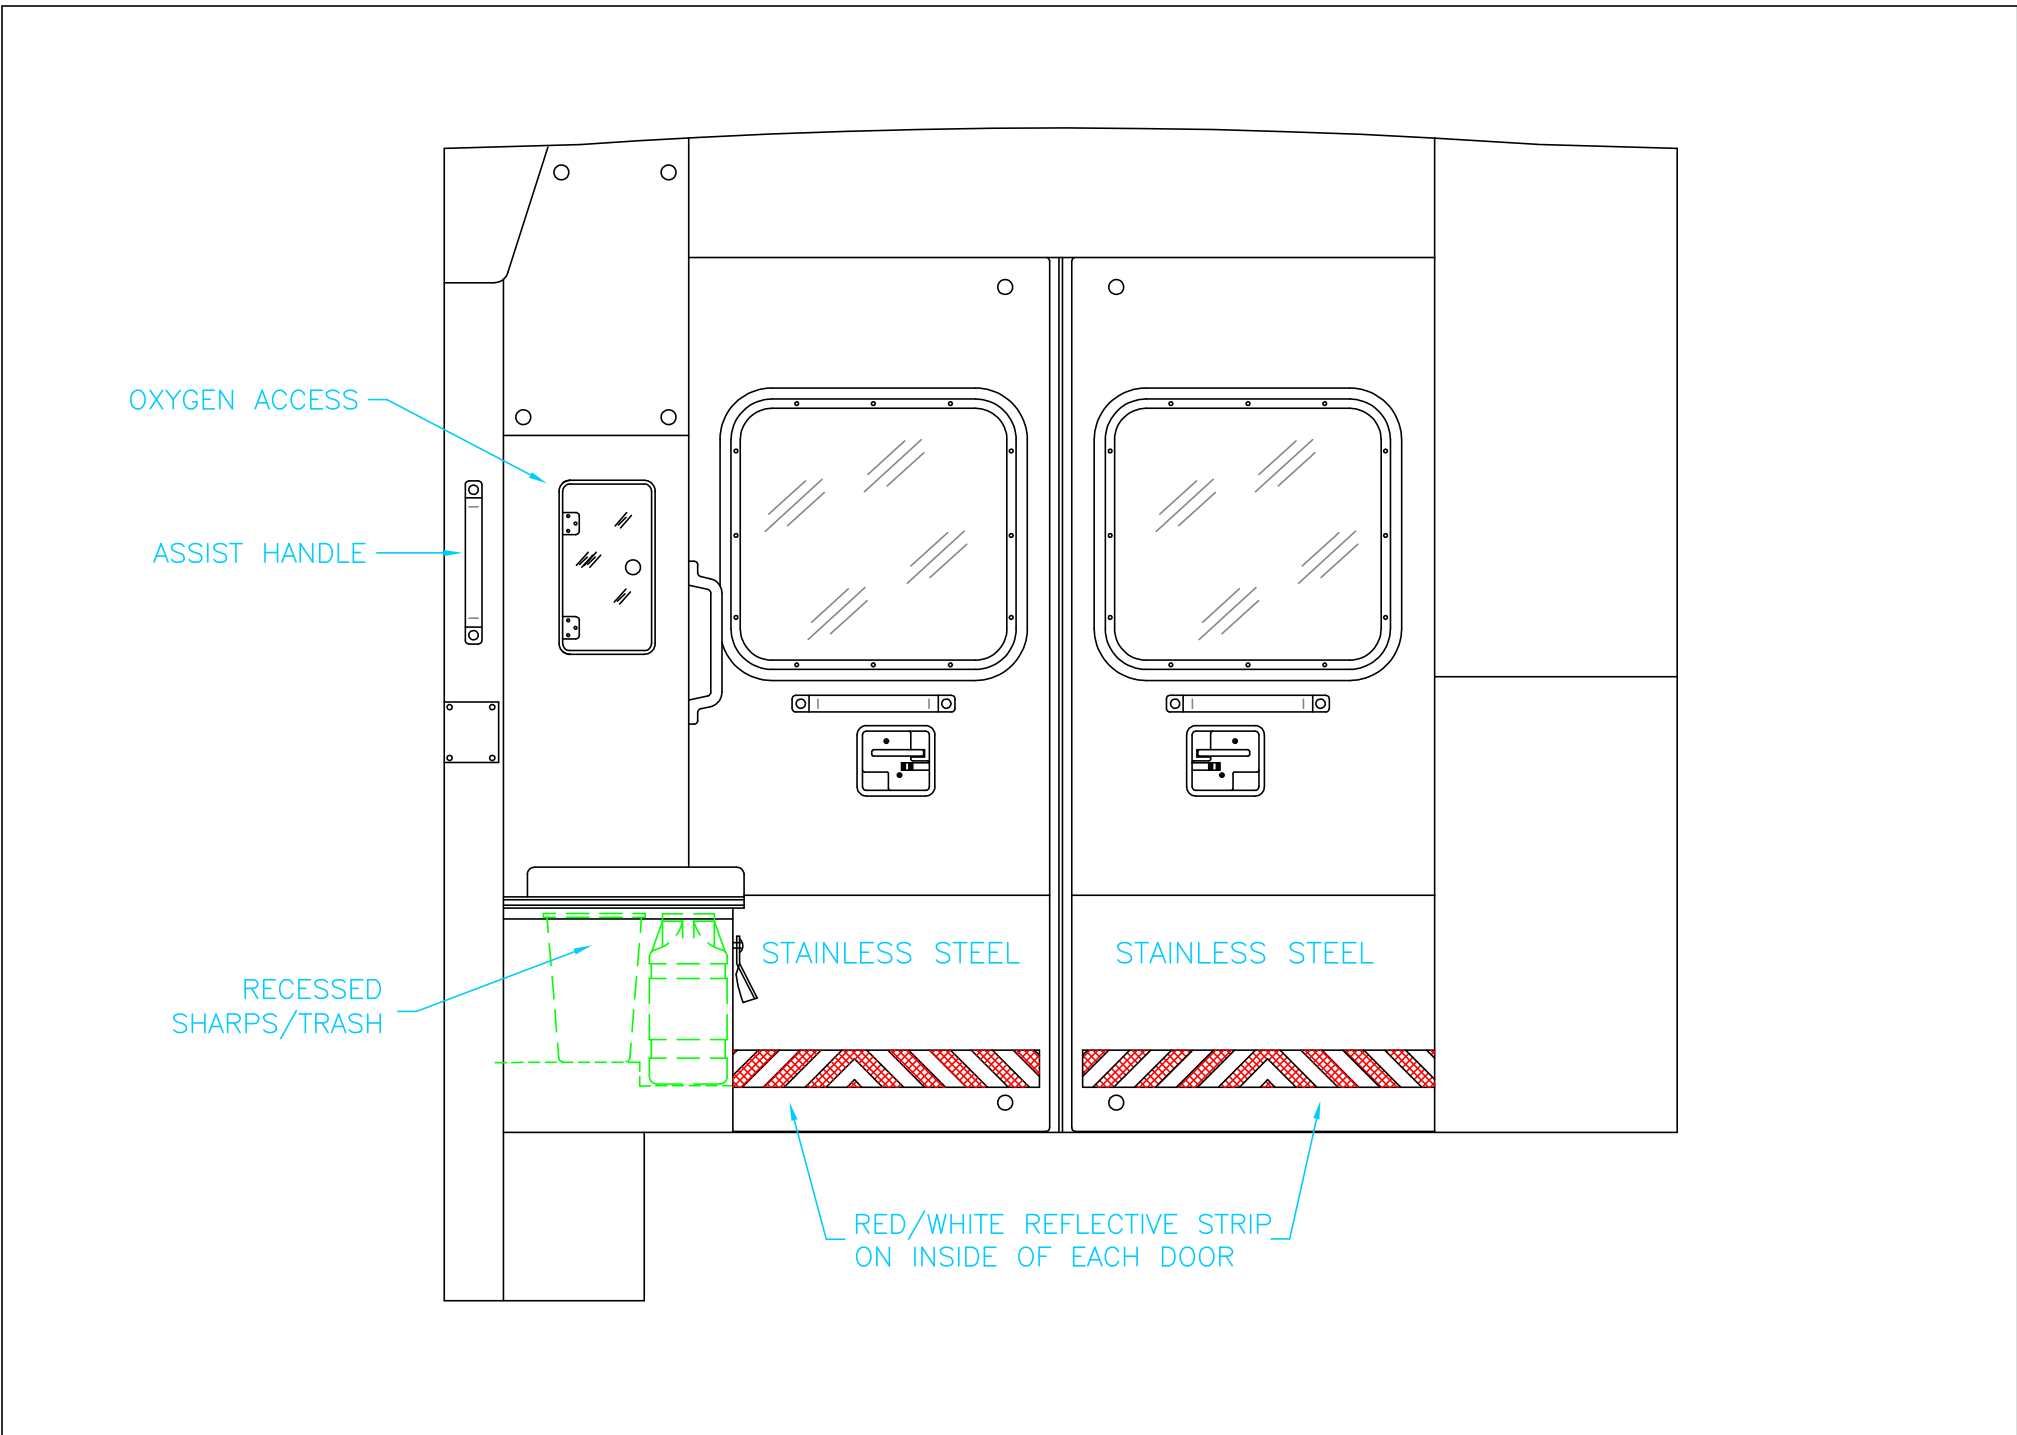 OXYGEN ACCESS
ASSIST HANDLE
STAINLESS STEEL
STAINLESS STEEL
RECESSED
SHARPS/TRASH
RED/WHITE REFLECTIVE STRIP
ON INSIDE OF EACH DOOR